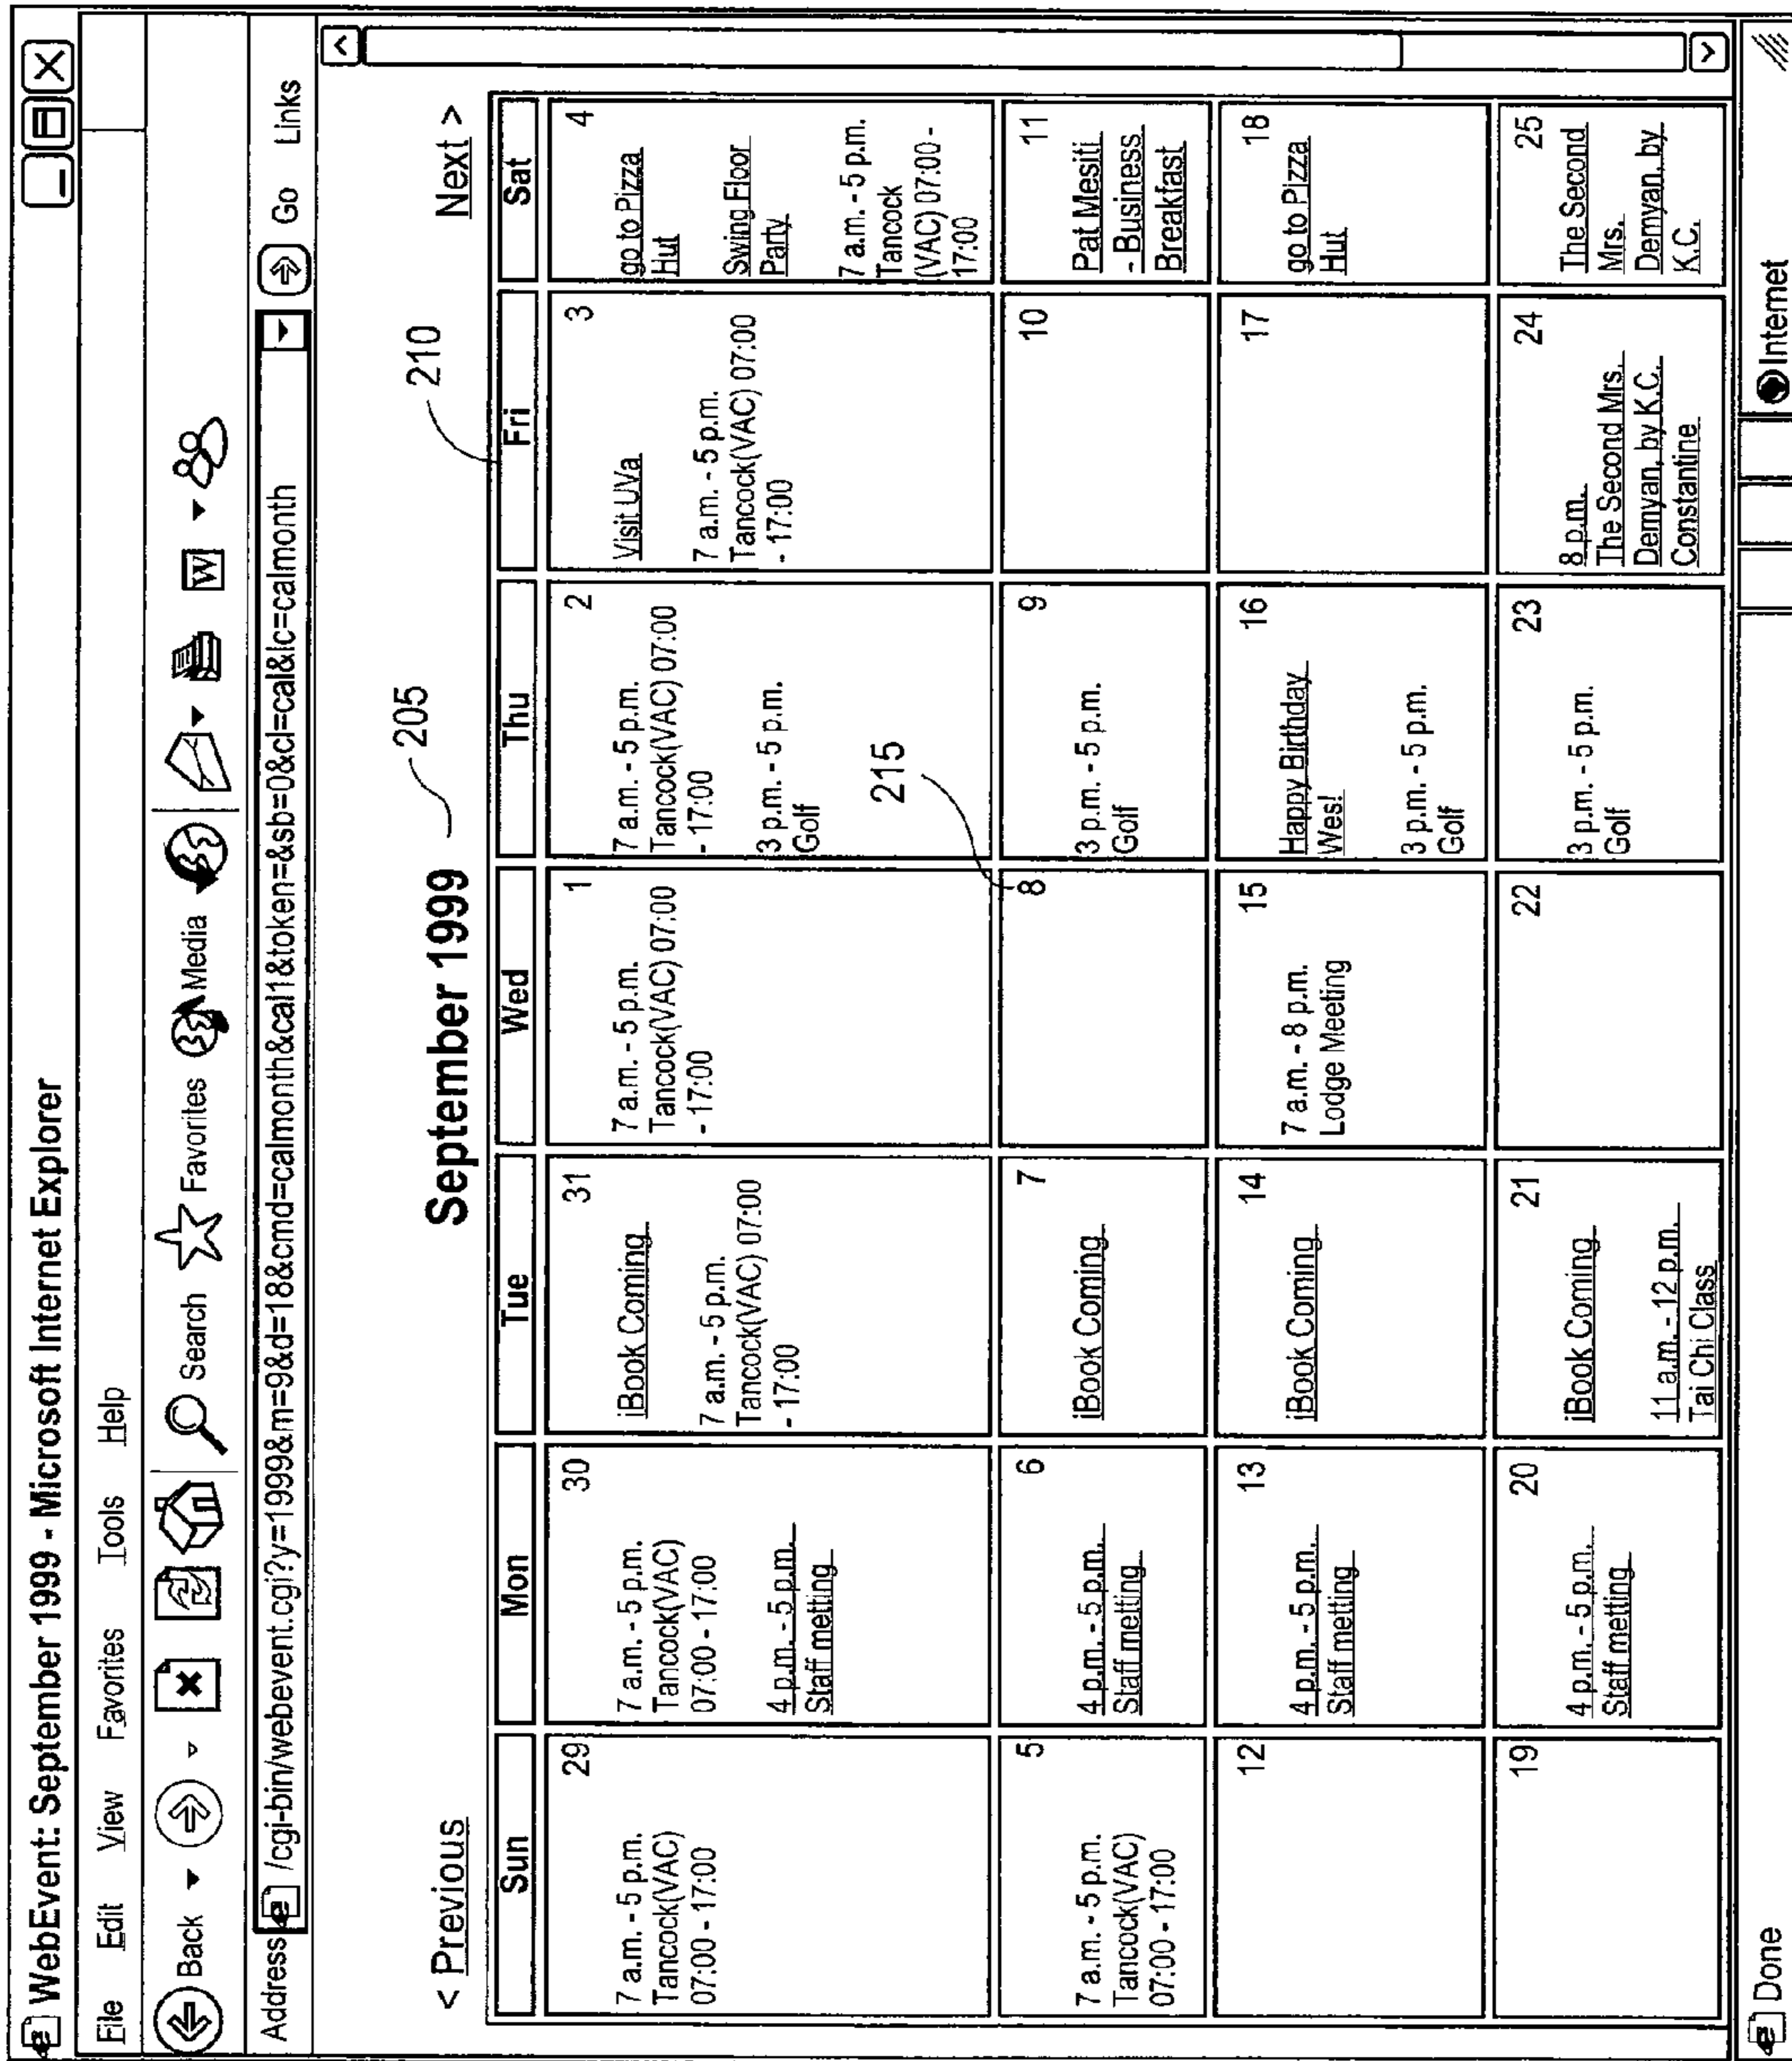 WebEvent: September 1999 - Microsoft Internet Explorer
File Edit View Favorites Tools Help
Back Search Favorites Media W
Address /cgi-bin/webevent.cgi?y=1999&m=9&d=18&cmd=calmonth&cal1&token=&sb=0&cl=cal&lc=calmonth Go Links
205
210
< Previous September 1999 Next >
Sun Mon Tue Wed Thu Fri Sat
29
7 a.m. - 5 p.m.
Tancock(VAC)
07:00 - 17:00
30
7 a.m. - 5 p.m.
Tancock(VAC)
07:00 - 17:00
4 p.m. - 5 p.m.
Staff metting
31
iBook Coming
7 a.m. - 5 p.m.
Tancock(VAC) 07:00
- 17:00
1
7 a.m. - 5 p.m.
Tancock(VAC) 07:00
- 17:00
2
7 a.m. - 5 p.m.
Tancock(VAC) 07:00
- 17:00
3 p.m. - 5 p.m.
Golf
3
Visit UVa
7 a.m. - 5 p.m.
Tancock(VAC) 07:00
- 17:00
4
go to Pizza
Hut
Swing Floor
Party
7 a.m. - 5 p.m.
Tancock
(VAC) 07:00 -
17:00
215
5
7 a.m. - 5 p.m.
Tancock(VAC)
07:00 - 17:00
6
4 p.m. - 5 p.m.
Staff metting
7
iBook Coming
8
9
3 p.m. - 5 p.m.
Golf
10
11
Pat Mesiti
- Business
Breakfast
12
13
4 p.m. - 5 p.m.
Staff metting
14
iBook Coming
15
7 a.m. - 8 p.m.
Lodge Meeting
16
Happy Birthday
Wes!
3 p.m. - 5 p.m.
Golf
17
18
go to Pizza
Hut
19
20
4 p.m. - 5 p.m.
Staff metting
21
iBook Coming
11 a.m. - 12 p.m.
Tai Chi Class
22
23
3 p.m. - 5 p.m.
Golf
24
8 p.m.
The Second Mrs.
Demyan, by K.C.
Constantine
25
The Second
Mrs.
Demyan, by
K.C.
Done Internet